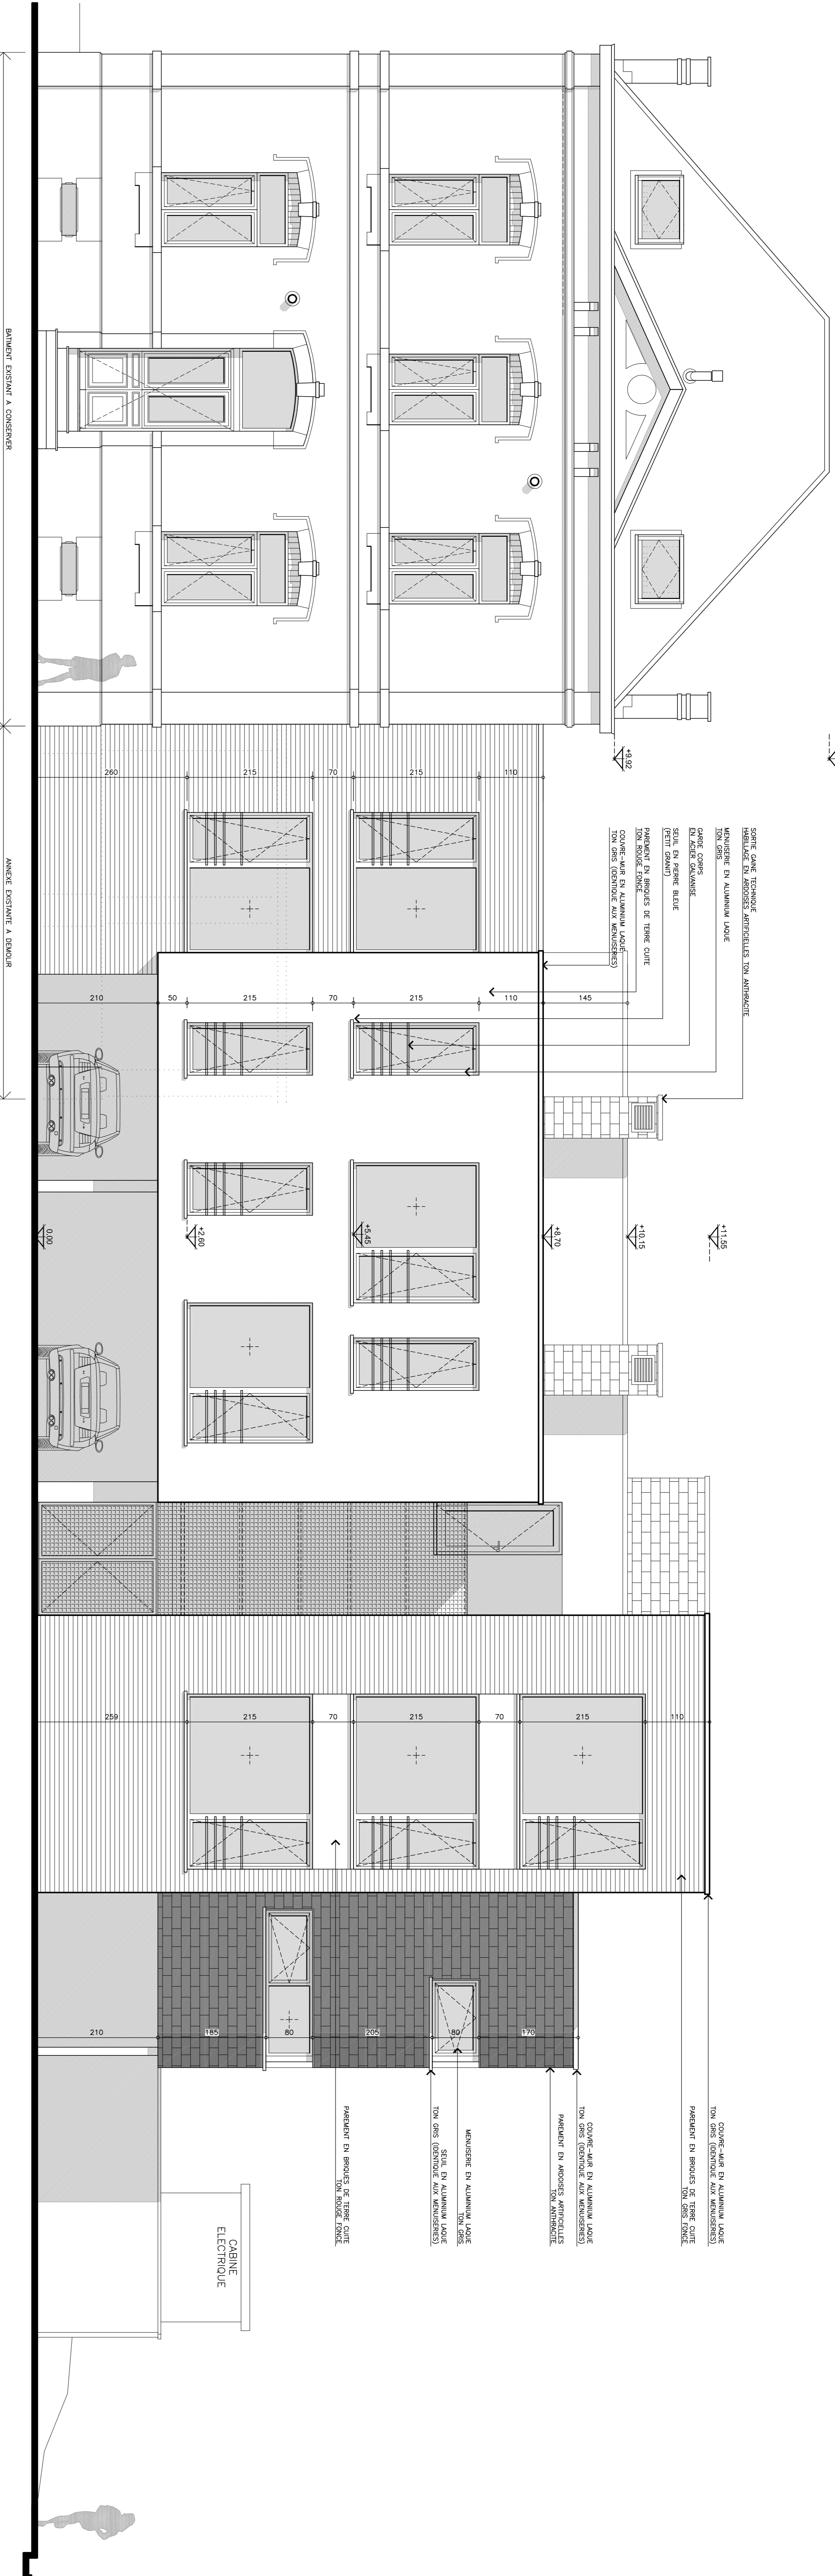 BATIMENT EXISTANT A CONSERVER
ANNEXE EXISTANTE A DEMOLIR
+9.92
SORTIE GAINE TECHNIQUE
HABILLAGE EN ARDOISES ARTIFICIELLES TON ANTHRACITE
MENUISERIE EN ALUMINIUM LAQUE
TON GRIS
GARDE CORPS
EN ACIER GALVANISE
SEUIL EN PIERRE BLEUE
(PETIT GRANIT)
PAREMENT EN BRIQUES DE TERRE CUITE
TON ROUGE FONCE
COUVRE-MUR EN ALUMINIUM LAQUE
TON GRIS (IDENTIQUE AUX MENUISERIES)
260
215
70
215
110
210
50
215
70
215
110
145
0.00
+2.60
+5.45
+8.70
+10.15
+11.55
259
215
70
215
70
215
110
210
185
80
205
80
170
COUVRE-MUR EN ALUMINIUM LAQUE
TON GRIS (IDENTIQUE AUX MENUISERIES)
PAREMENT EN BRIQUES DE TERRE CUITE
TON GRIS FONCE
COUVRE-MUR EN ALUMINIUM LAQUE
TON GRIS (IDENTIQUE AUX MENUISERIES)
PAREMENT EN ARDOISES ARTIFICIELLES
TON ANTHRACITE
MENUISERIE EN ALUMINIUM LAQUE
TON GRIS
SEUIL EN ALUMINIUM LAQUE
TON GRIS (IDENTIQUE AUX MENUISERIES)
PAREMENT EN BRIQUES DE TERRE CUITE
TON ROUGE FONCE
CABINE
ELECTRIQUE